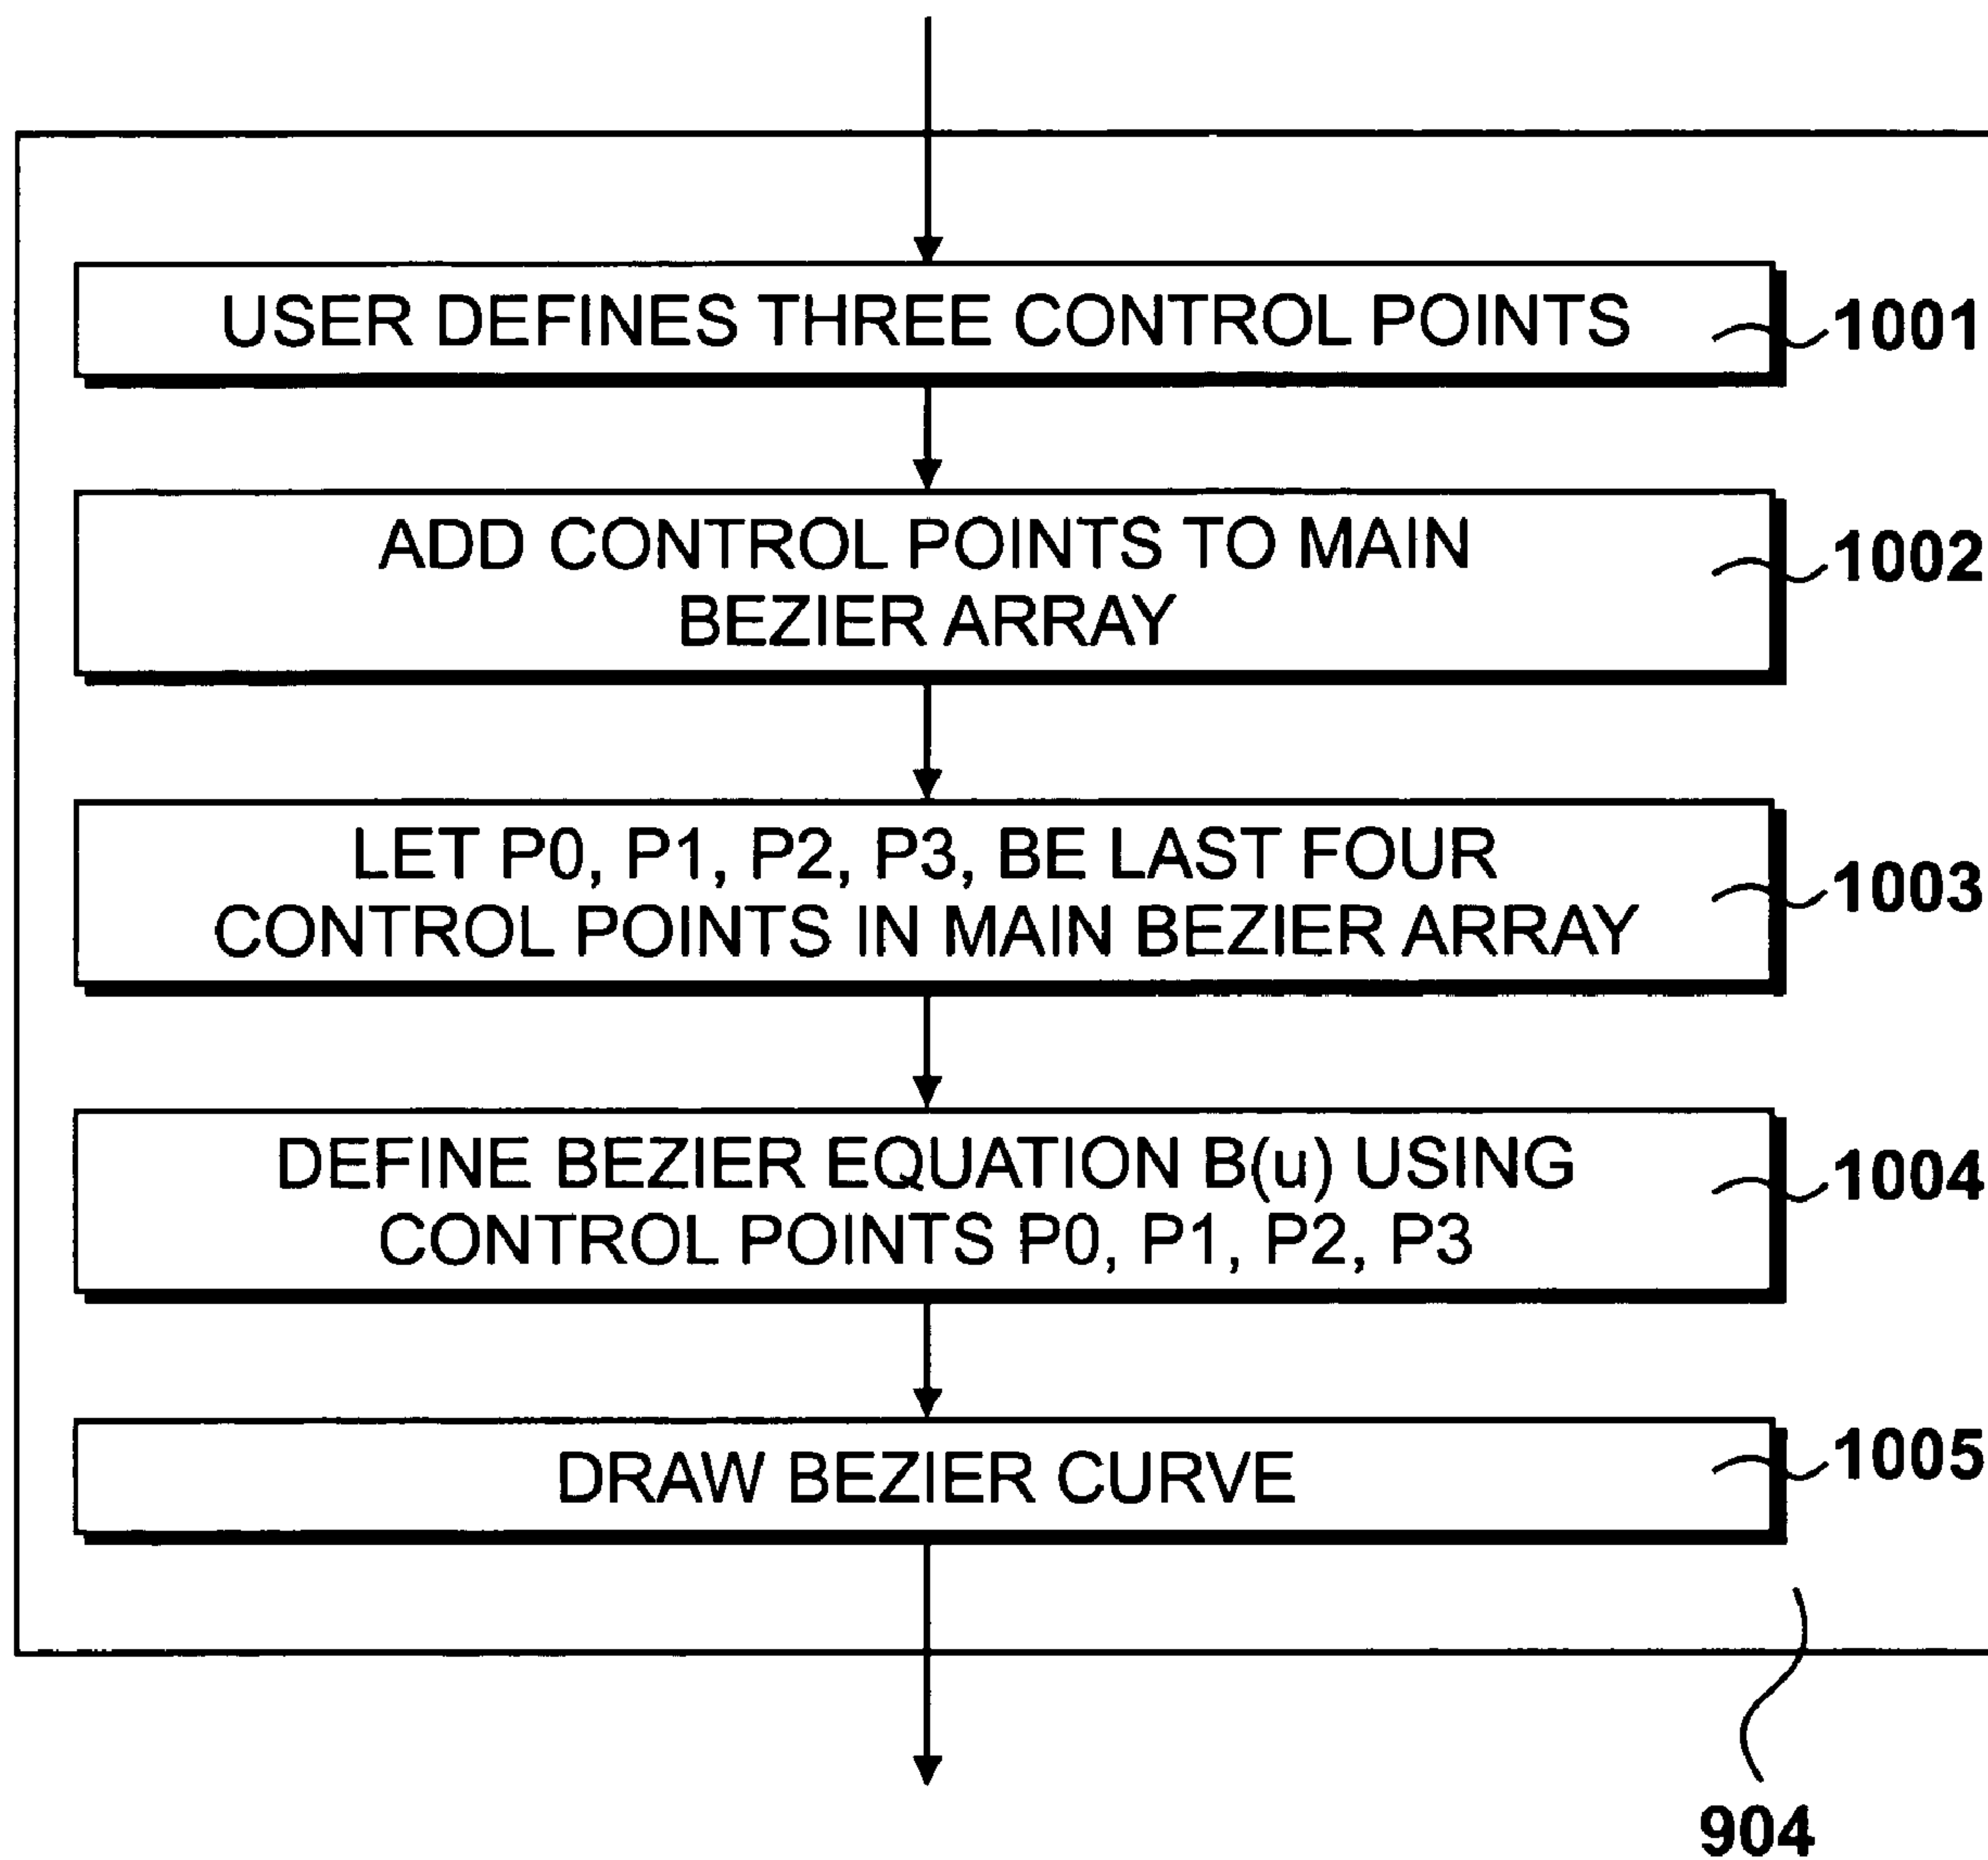 USER DEFINES THREE CONTROL POINTS
1001
ADD CONTROL POINTS TO MAIN
BEZIER ARRAY
1002
LET P0, P1, P2, P3, BE LAST FOUR
CONTROL POINTS IN MAIN BEZIER ARRAY
1003
DEFINE BEZIER EQUATION B(u) USING
CONTROL POINTS P0, P1, P2, P3
1004
DRAW BEZIER CURVE
1005
904